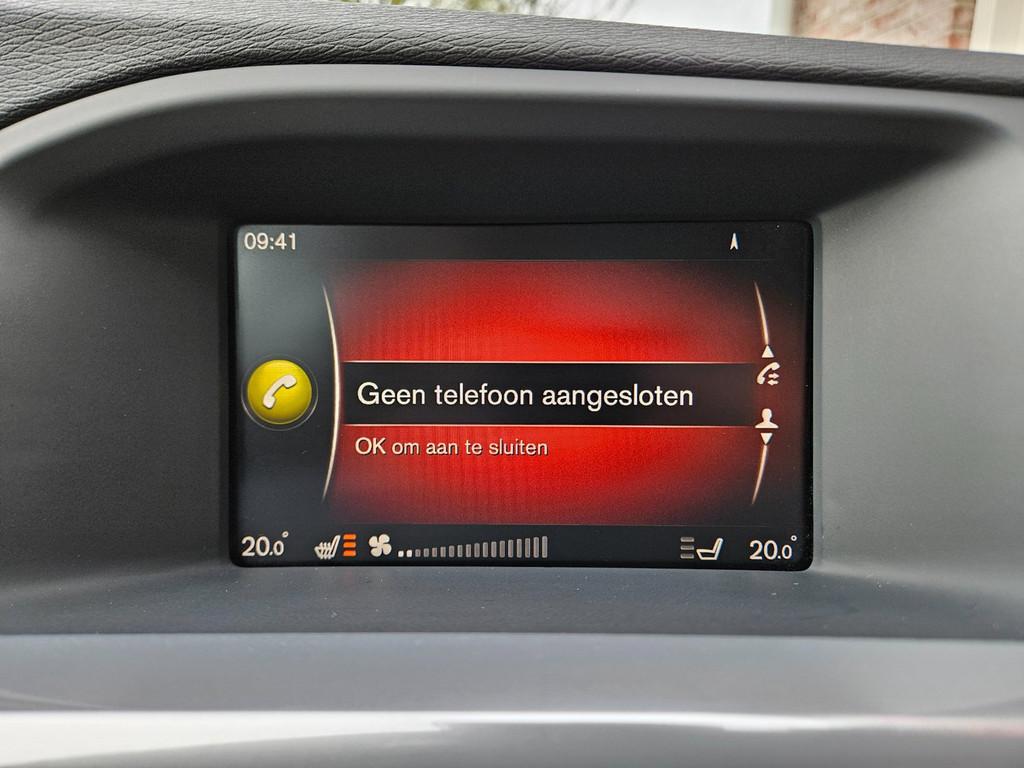 09:41
Geen telefoon aangesloten
OK om aan te sluiten
20.0° 20.0°